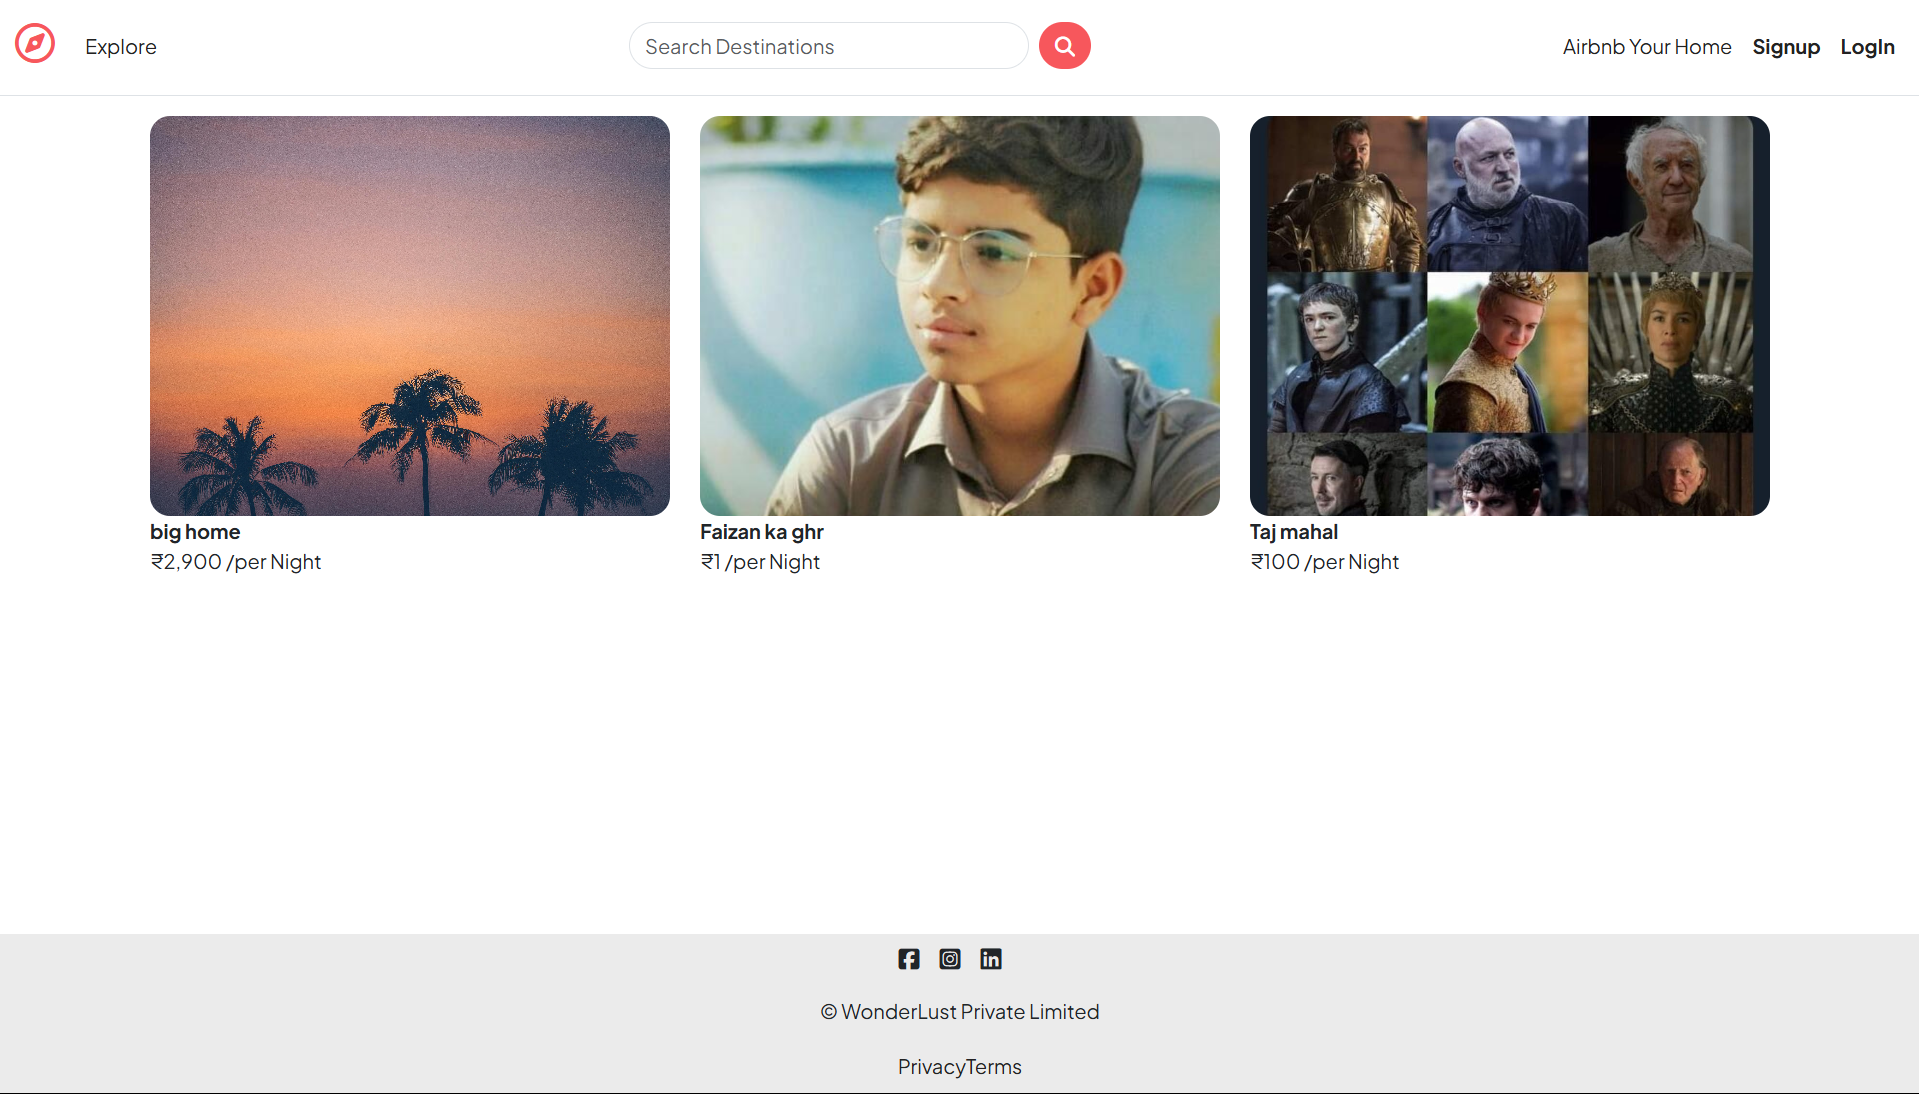 Explore
Search Destinations
Airbnb Your Home
Signup
LogIn
big home
₹2,900 /per Night
Faizan ka ghr
₹1 /per Night
Taj mahal
₹100 /per Night
© WonderLust Private Limited
PrivacyTerms